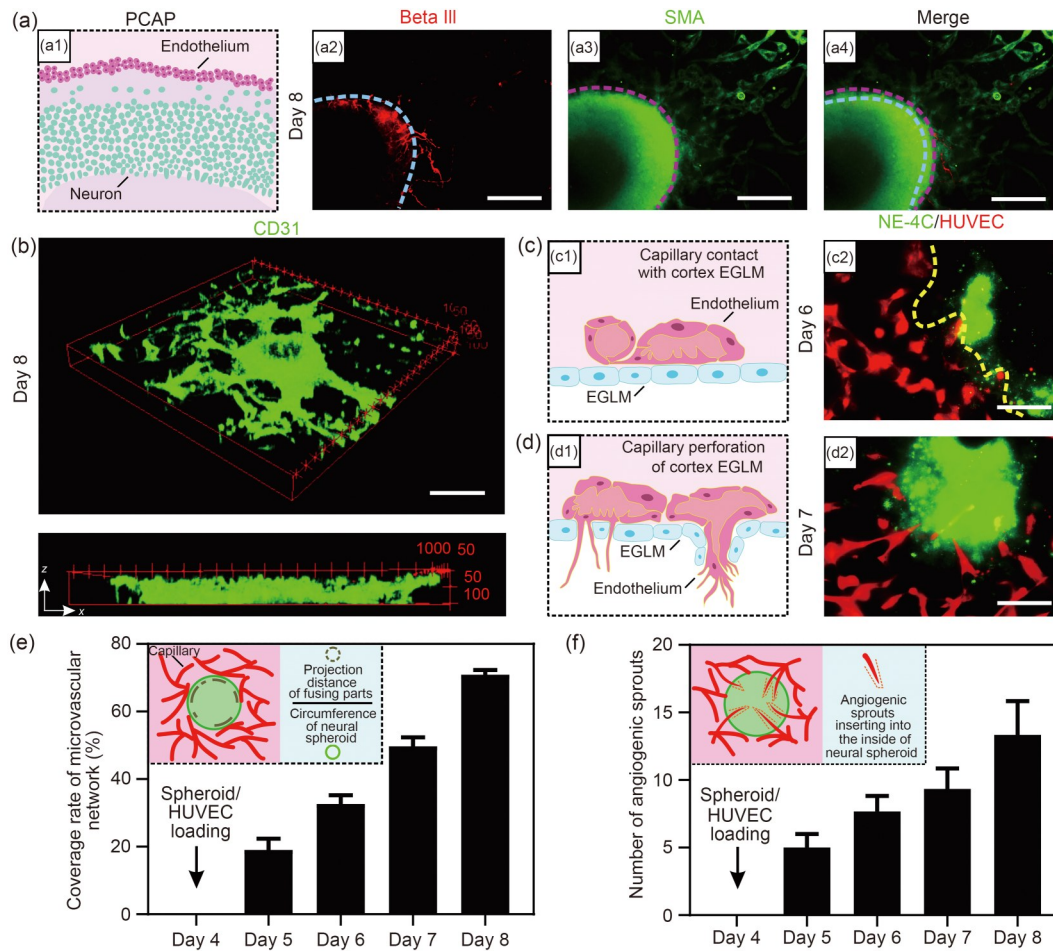 (a)
PCAP
Beta III
SMA
Merge
(a1)
Endothelium
Neuron
Day 8
(a2)
(a3)
(a4)
(b)
CD31
Day 8
1000 50
50
100
z
x
(c)
(c1)
Capillary contact
with cortex EGLM
Endothelium
EGLM
NE-4C/HUVEC
Day 6
(c2)
(d)
(d1)
Capillary perforation
of cortex EGLM
EGLM
Endothelium
Day 7
(d2)
(e)
Coverage rate of microvascular
network (%)
80
60
40
20
0
Capillary
Projection
distance
of fusing parts
Circumference
of neural
spheroid
Spheroid/
HUVEC
loading
Day 4 Day 5 Day 6 Day 7 Day 8
(f)
Number of angiogenic sprouts
20
15
10
5
0
Angiogenic
sprouts
inserting into
the inside of
neural spheroid
Spheroid/
HUVEC
loading
Day 4 Day 5 Day 6 Day 7 Day 8